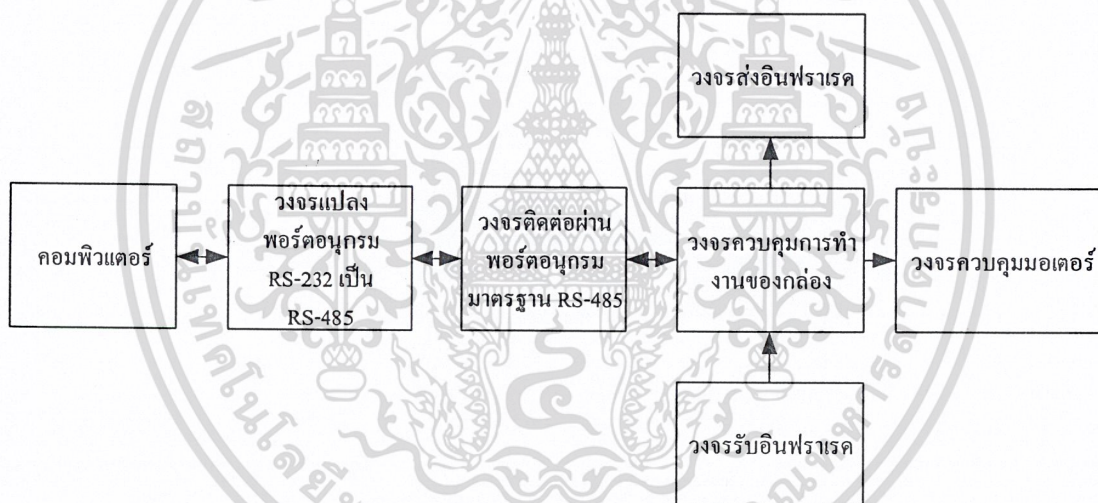 วงจรส่งอินฟราเรด
คอมพิวเตอร์
วงจรแปลง
พอร์ตอนุกรม
RS-232 เป็น
RS-485
วงจรติดต่อผ่าน
พอร์ตอนุกรม
มาตรฐาน RS-485
วงจรควบคุมการทำ
งานของกล่อง
วงจรควบคุมมอเตอร์
วงจรรับอินฟราเรด